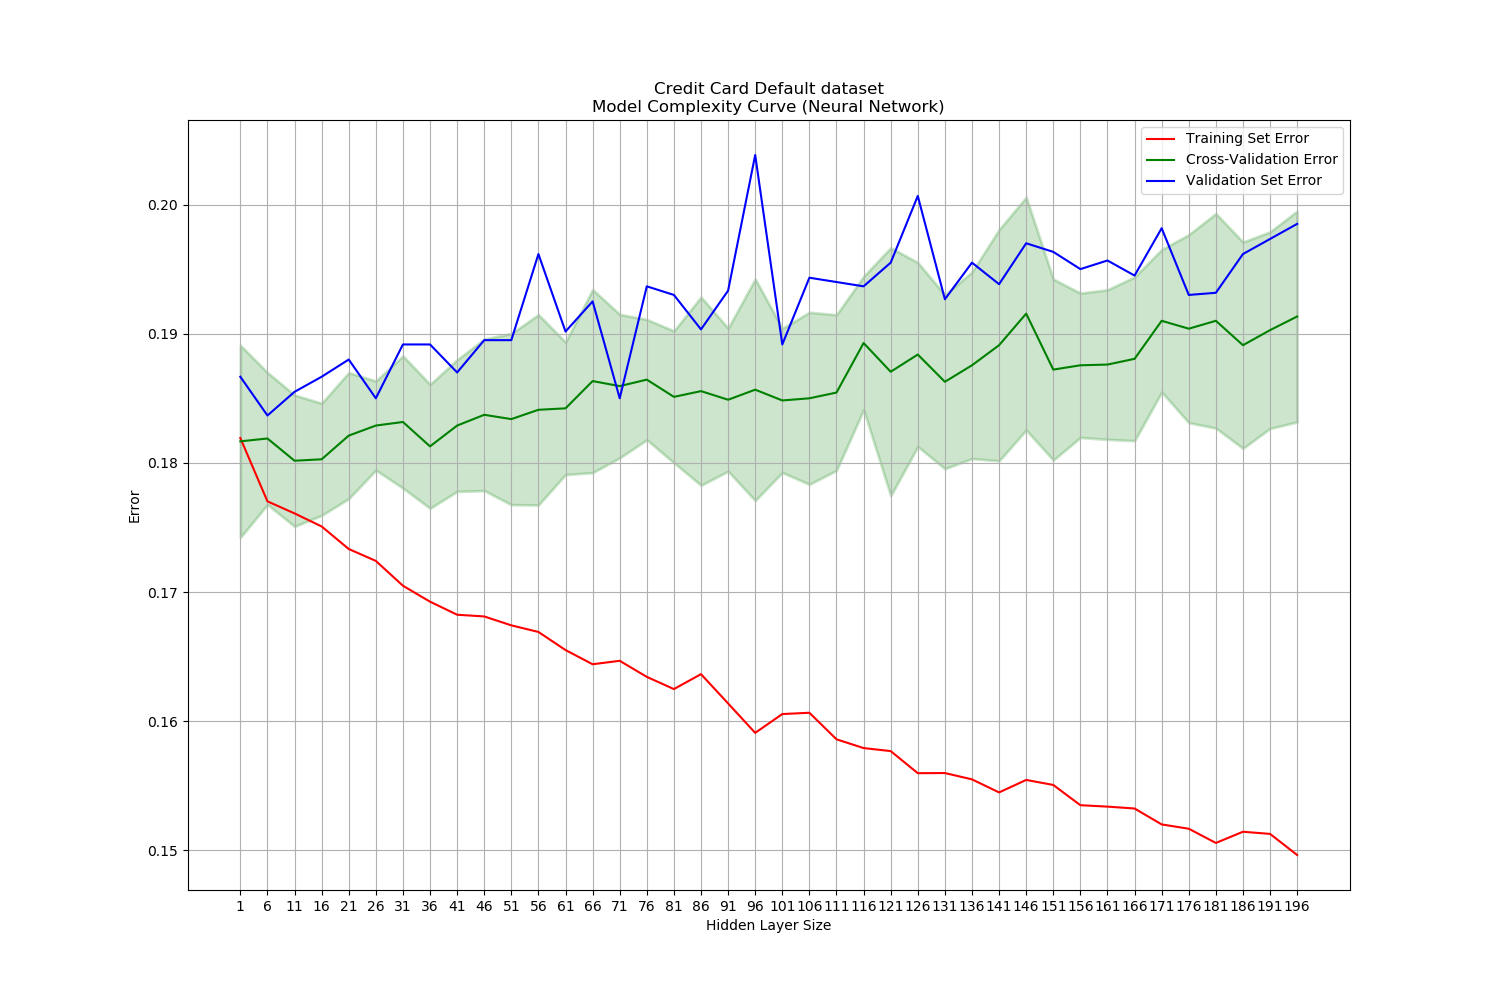 Credit Card Default dataset
Model Complexity Curve (Neural Network)
Training Set Error
Cross-Validation Error
Validation Set Error
0.20
0.19
0.18
0.17
0.16
0.15
Error
1 6 11 16 21 26 31 36 41 46 51 56 61 66 71 76 81 86 91 96 101 106 111 116 121 126 131 136 141 146 151 156 161 166 171 176 181 186 191 196
Hidden Layer Size